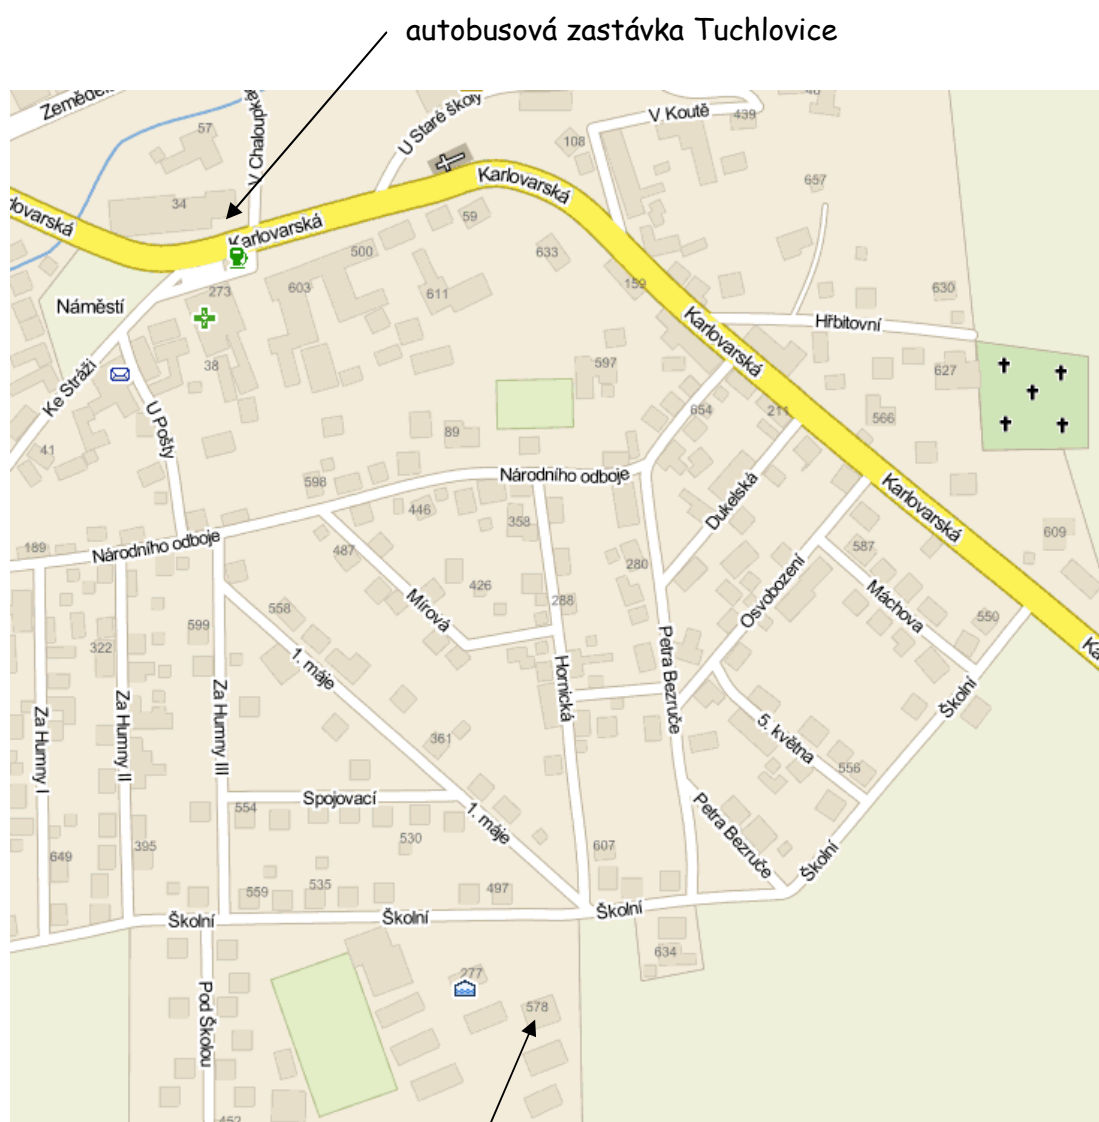 autobusová zastávka Tuchlovice
U Staré školy
V Koutě
439
108
57
V Chaloupká
657
34
Karlovarská
59
lovarská
Karlovarská
500
633
159
630
Náměstí
273
603
611
Hřbitovní
Karlovarská
38
597
627
Ke Stráži
U Pošty
654
211
566
41
89
598
Národního odboje
446
358
Dukelská
Karlovarská
189
Národního odboje
487
280
587
609
426
Osvobození
558
Mírová
288
Máchova
550
599
322
1. máje
Petra Bezruče
Za Humny I
Za Humny II
Za Humny III
Hornická
Školní
361
5. května
556
554
Spojovací
530
1. máje
Petra Bezruče
649
395
607
Školní
559
535
497
Školní
Školní
Školní
634
277
578
Pod Školou
452